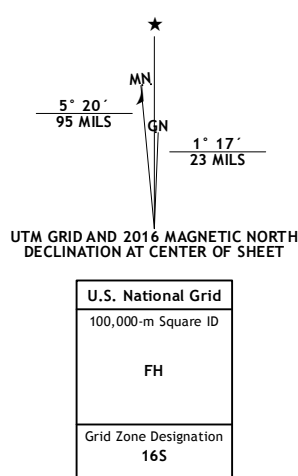 ★
MN
5° 20´
95 MILS
GN
1° 17´
23 MILS
UTM GRID AND 2016 MAGNETIC NORTH
DECLINATION AT CENTER OF SHEET
U.S. National Grid
100,000-m Square ID
FH
Grid Zone Designation
16S